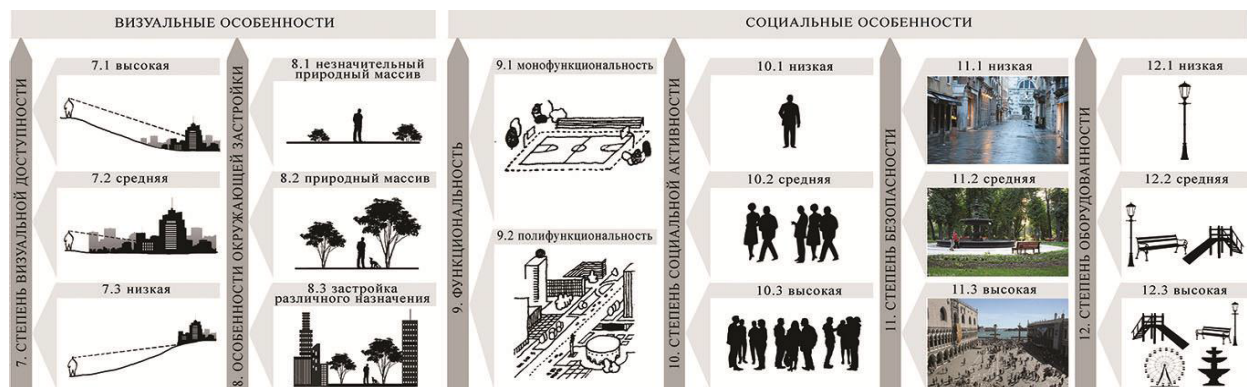 ВИЗУАЛЬНЫЕ ОСОБЕННОСТИ
СОЦИАЛЬНЫЕ ОСОБЕННОСТИ
7. СТЕПЕНЬ ВИЗУАЛЬНОЙ ДОСТУПНОСТИ
7.1 высокая
7.2 средняя
7.3 низкая
8. ОСОБЕННОСТИ ОКРУЖАЮЩЕЙ ЗАСТРОЙКИ
8.1 незначительный
природный массив
8.2 природный массив
8.3 застройка
различного назначения
9. ФУНКЦИОНАЛЬНОСТЬ
9.1 монофункциональность
9.2 полифункциональность
10. СТЕПЕНЬ СОЦИАЛЬНОЙ АКТИВНОСТИ
10.1 низкая
10.2 средняя
10.3 высокая
11. СТЕПЕНЬ БЕЗОПАСНОСТИ
11.1 низкая
11.2 средняя
11.3 высокая
12. СТЕПЕНЬ ОБОРУДОВАННОСТИ
12.1 низкая
12.2 средняя
12.3 высокая